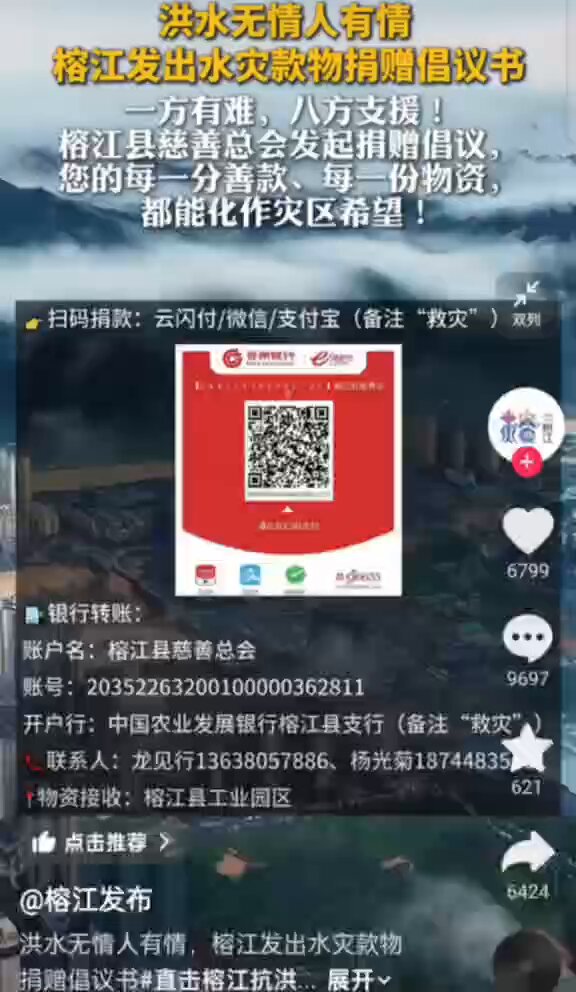 洪水无情人有情
榕江发出水灾款物捐赠倡议书
一方有难，八方支援！
榕江县慈善总会发起捐赠倡议，
您的每一分善款、每一份物资，
都能化作灾区希望！
双列
扫码捐款：云闪付/微信/支付宝（备注“救灾”）
6799
银行转账：
账户名：榕江县慈善总会
账号：20352263200100000362811
9697
开户行：中国农业发展银行榕江县支行（备注“救灾”）
联系人：龙见行13638057886、杨光菊18744835
621
物资接收：榕江县工业园区
点击推荐 >
6424
@榕江发布
洪水无情人有情，榕江发出水灾款物
捐赠倡议书#直击榕江抗洪... 展开